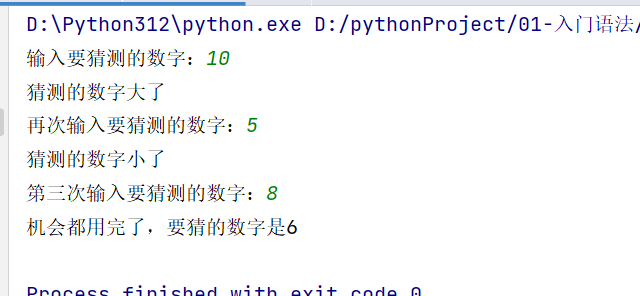 D:\Python312\python.exe D:/pythonProject/01-入门语法/
输入要猜测的数字：10
猜测的数字大了
再次输入要猜测的数字：5
猜测的数字小了
第三次输入要猜测的数字：8
机会都用完了，要猜的数字是6
Process finished with exit code 0